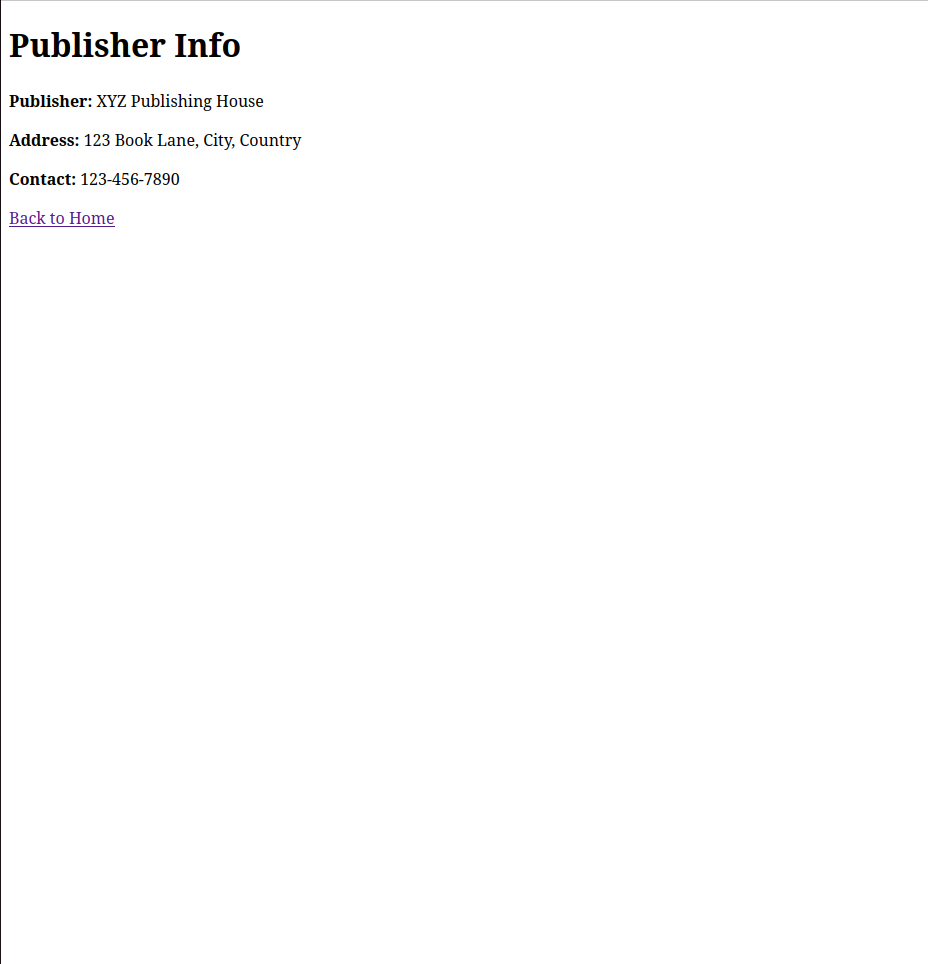 Publisher Info
Publisher: XYZ Publishing House
Address: 123 Book Lane, City, Country
Contact: 123-456-7890
Back to Home